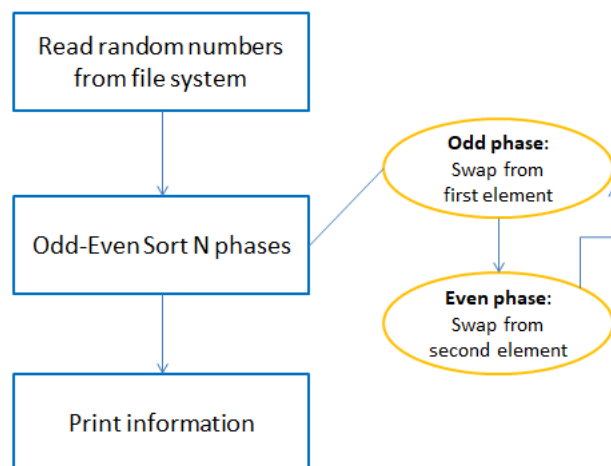 Read random numbers
from file system
Odd-Even Sort N phases
Print information
Odd phase:
Swap from
first element
Even phase:
Swap from
second element